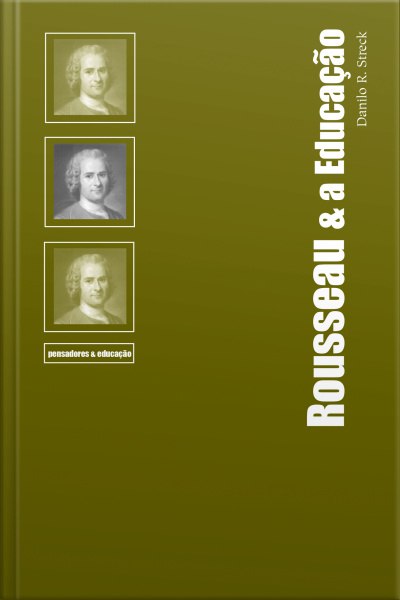 Rousseau & a Educação
Danilo R. Streck
pensadores & educação